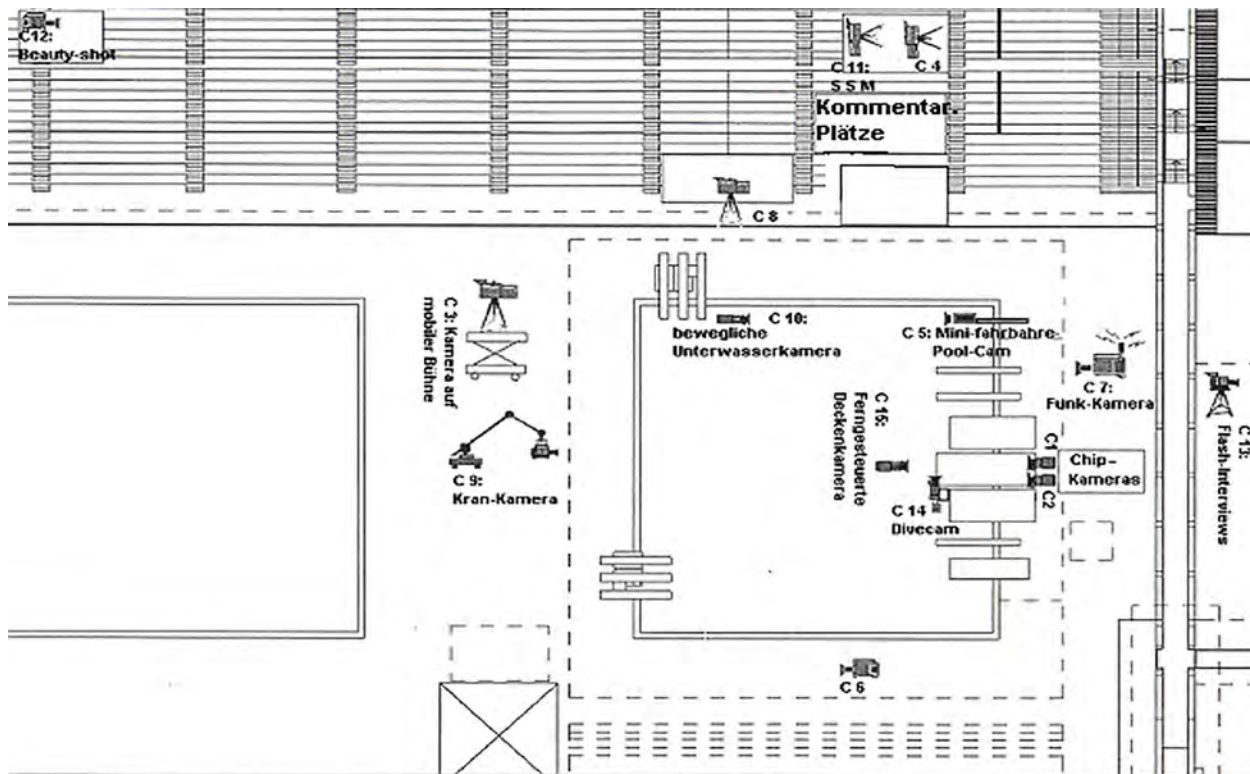 C12:
Beauty-shot
C 11:
S S M
C 4
Kommentar-
Plätze
C 8
C 3: Kamera auf
mobiler Bühne
C 10:
bewegliche
Unterwasserkamera
C 5: Mini-fahrbahre-
Pool-Cam
C 7:
Funk-Kamera
C 13:
Flash-Interviews
C 15:
Ferngesteuerte
Deckenkamera
C 9:
Kran-Kamera
C1
C2
Chip-
Kameras
C 14
Divecam
C 6